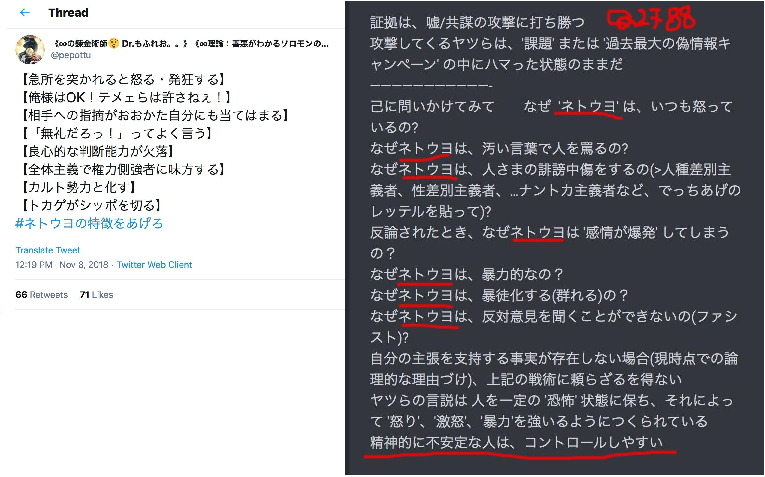 ← Thread
《∞の錬金術師🤫Dr.もふれお。。》《∞理論：善悪がわかるソロモンの...
@pepottu
【急所を突かれると怒る・発狂する】
【俺様はOK！テメェらは許さねぇ！】
【相手への指摘がおおかた自分にも当てはまる】
【「無礼だろっ！」ってよく言う】
【良心的な判断能力が欠落】
【全体主義で権力側強者に味方する】
【カルト勢力と化す】
【トカゲがシッポを切る】
#ネトウヨの特徴をあげろ
Translate Tweet
12:19 PM · Nov 8, 2018 · Twitter Web Client
66 Retweets 71 Likes
証拠は、嘘/共謀の攻撃に打ち勝つ Q2788
攻撃してくるヤツらは、'課題' または '過去最大の偽情報キ
ャンペーン' の中にハマった状態のままだ
————————————-
己に問いかけてみて なぜ 'ネトウヨ' は、いつも怒って
いるの?
なぜネトウヨは、汚い言葉で人を罵るの?
なぜネトウヨは、人さまの誹謗中傷をするの(>人種差別主
義者、性差別主義者、...ナントカ主義者など、でっちあげの
レッテルを貼って)?
反論されたとき、なぜネトウヨは '感情が爆発' してしまう
の？
なぜネトウヨは、暴力的なの？
なぜネトウヨは、暴徒化する(群れる)の？
なぜネトウヨは、反対意見を聞くことができないの(ファシ
スト)?
自分の主張を支持する事実が存在しない場合(現時点での論
理的な理由づけ)、上記の戦術に頼らざるを得ない
ヤツらの言説は 人を一定の '恐怖' 状態に保ち、それによっ
て '怒り'、'激怒'、'暴力'を強いるようにつくられている
精神的に不安定な人は、コントロールしやすい